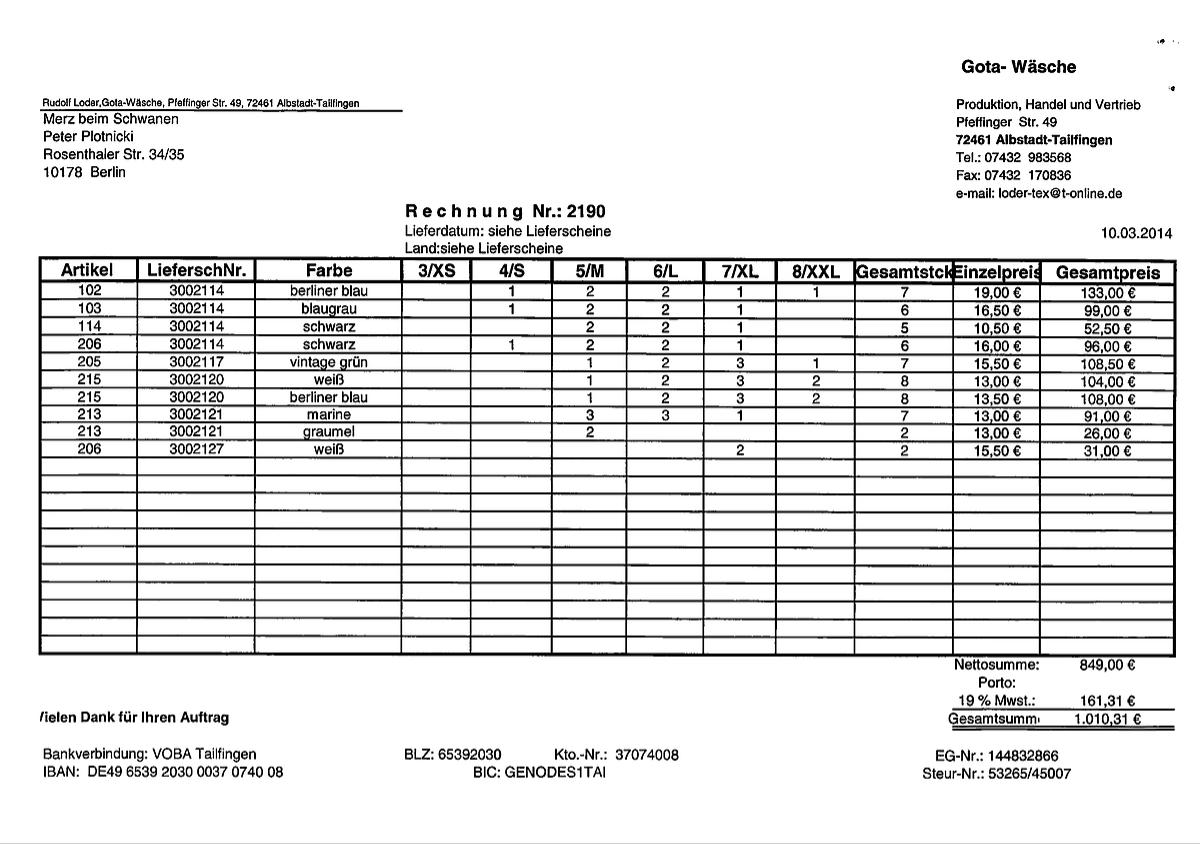 Gota- Wäsche
Rudolf Loder,Gota-Wäsche, Pfeffinger Str. 49, 72461 Albstadt-Tailfingen
Merz beim Schwanen
Peter Plotnicki
Rosenthaler Str. 34/35
10178 Berlin
Produktion, Handel und Vertrieb
Pfeffinger Str. 49
72461 Albstadt-Tailfingen
Tel.: 07432 983568
Fax: 07432 170836
e-mail: loder-tex@t-online.de
Rechnung Nr.: 2190
Lieferdatum: siehe Lieferscheine
Land:siehe Lieferscheine
10.03.2014
Artikel LieferschNr. Farbe 3/XS 4/S 5/M 6/L 7/XL 8/XXL Gesamtstck Einzelpreis Gesamtpreis
102 3002114 berliner blau 1 2 2 1 1 7 19,00 € 133,00 €
103 3002114 blaugrau 1 2 2 1 6 16,50 € 99,00 €
114 3002114 schwarz 2 2 1 5 10,50 € 52,50 €
206 3002114 schwarz 1 2 2 1 6 16,00 € 96,00 €
205 3002117 vintage grün 1 2 3 1 7 15,50 € 108,50 €
215 3002120 weiß 1 2 3 2 8 13,00 € 104,00 €
215 3002120 berliner blau 1 2 3 2 8 13,50 € 108,00 €
213 3002121 marine 3 3 1 7 13,00 € 91,00 €
213 3002121 graumel 2 2 13,00 € 26,00 €
206 3002127 weiß 2 2 15,50 € 31,00 €
Nettosumme: 849,00 €
Porto:
19 % Mwst.: 161,31 €
Gesamtsumm 1.010,31 €
Vielen Dank für Ihren Auftrag
Bankverbindung: VOBA Tailfingen BLZ: 65392030 Kto.-Nr.: 37074008 EG-Nr.: 144832866
IBAN: DE49 6539 2030 0037 0740 08 BIC: GENODES1TAI Steur-Nr.: 53265/45007